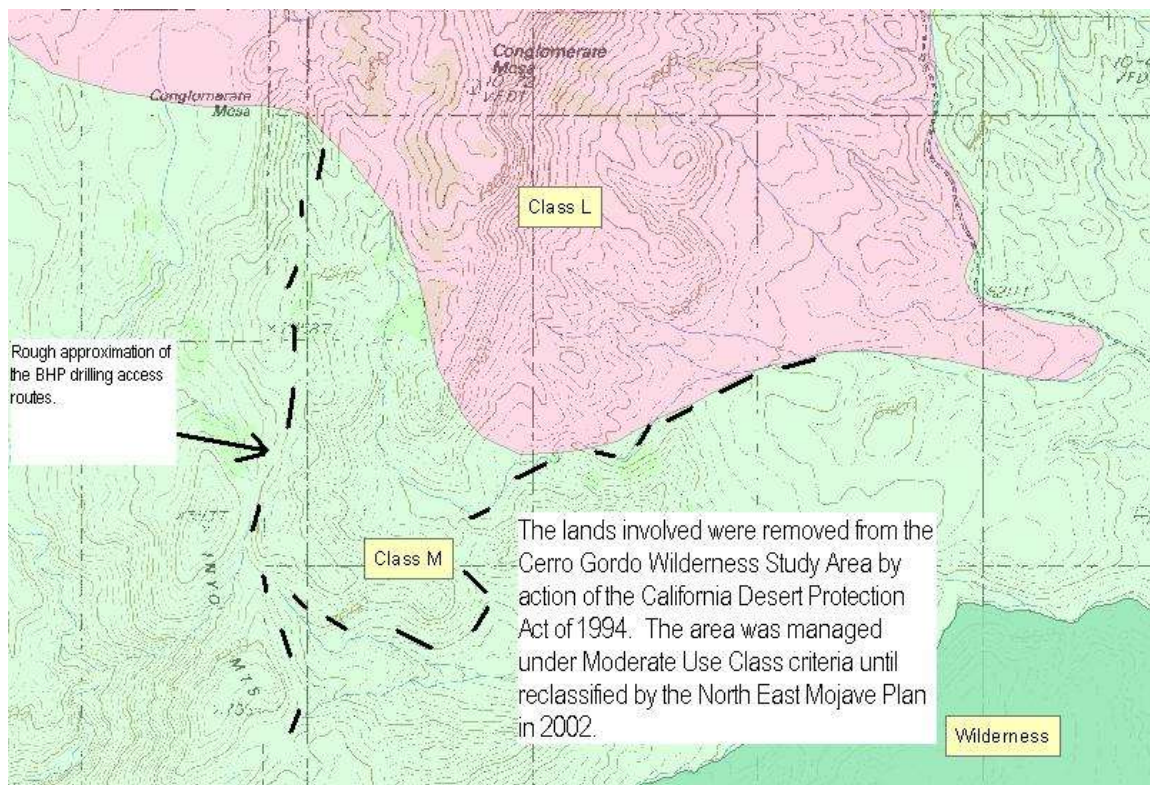 Conglomerate
Mesa
Conglomerate
Mesa
Class L
Rough approximation of
the BHP drilling access
routes.
Class M
INYO
MTS
The lands involved were removed from the
Cerro Gordo Wilderness Study Area by
action of the California Desert Protection
Act of 1994. The area was managed
under Moderate Use Class criteria until
reclassified by the North East Mojave Plan
in 2002.
Wilderness